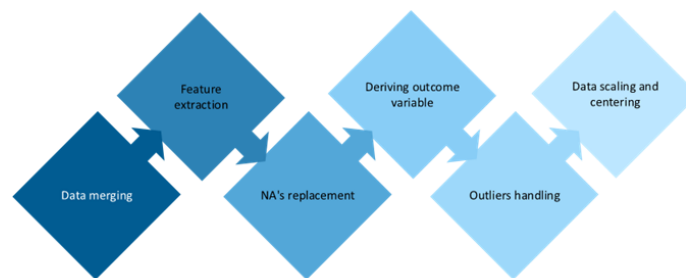 Data merging
Feature
extraction
NA's replacement
Deriving outcome
variable
Outliers handling
Data scaling and
centering